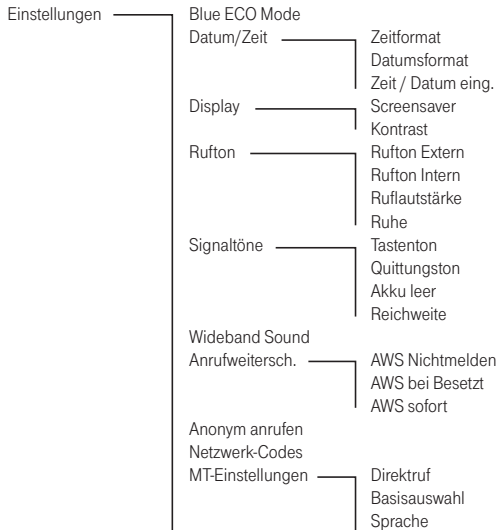 Einstellungen Blue ECO Mode
Datum/Zeit Zeitformat
Datumsformat
Zeit / Datum eing.
Display Screensaver
Kontrast
Rufton Rufton Extern
Rufton Intern
Ruflautstärke
Ruhe
Signaltöne Tastenton
Quittungston
Akku leer
Reichweite
Wideband Sound
Anrufweitersch. AWS Nichtmelden
AWS bei Besetzt
AWS sofort
Anonym anrufen
Netzwerk-Codes
MT-Einstellungen Direktruf
Basisauswahl
Sprache